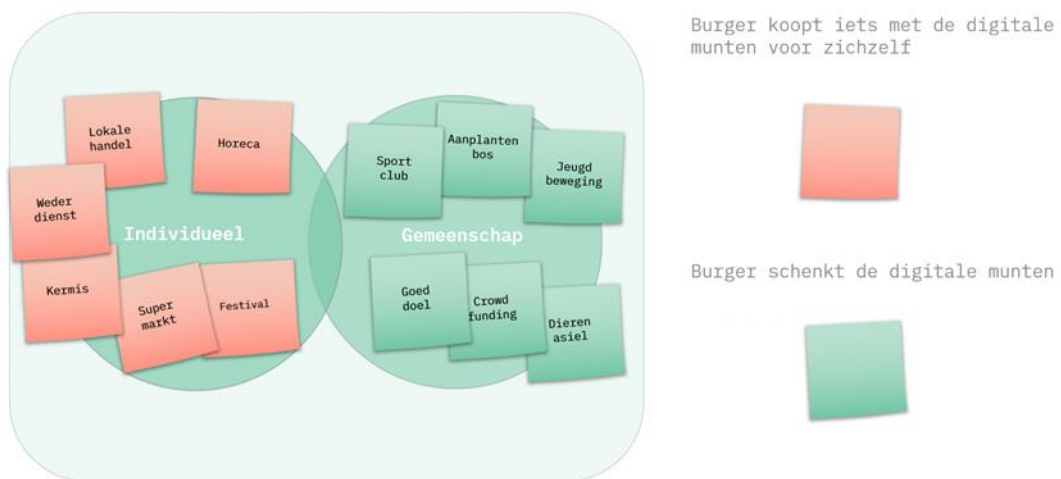 Burger koopt iets met de digitale
munten voor zichzelf
Lokale
handel
Horeca
Weder
dienst
Individueel
Kermis
Super
markt
Festival
Sport
club
Aanplanten
bos
Jeugd
beweging
Gemeenschap
Goed
doel
Crowd
funding
Dieren
asiel
Burger schenkt de digitale munten